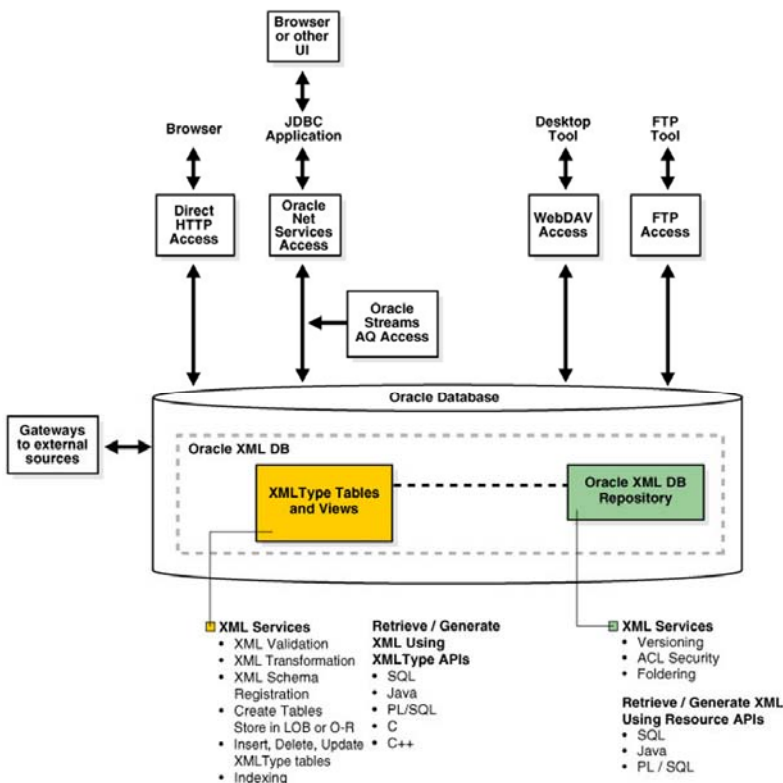 Browser
or other
UI
Browser
JDBC
Application
Desktop
Tool
FTP
Tool
Direct
HTTP
Access
Oracle
Net
Services
Access
WebDAV
Access
FTP
Access
Oracle
Streams
AQ Access
Oracle Database
Gateways
to external
sources
Oracle XML DB
XMLType Tables
and Views
Oracle XML DB
Repository
XML Services
• XML Validation
• XML Transformation
• XML Schema
Registration
• Create Tables
Store in LOB or O-R
• Insert, Delete, Update
XMLType tables
• Indexing
Retrieve / Generate
XML Using
XMLType APIs
• SQL
• Java
• PL/SQL
• C
• C++
XML Services
• Versioning
• ACL Security
• Foldering
Retrieve / Generate XML
Using Resource APIs
• SQL
• Java
• PL / SQL